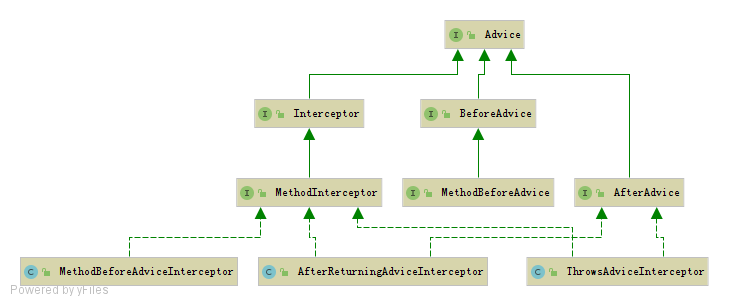 Advice
Interceptor
BeforeAdvice
MethodInterceptor
MethodBeforeAdvice
AfterAdvice
MethodBeforeAdviceInterceptor
AfterReturningAdviceInterceptor
ThrowsAdviceInterceptor
Powered by yFiles